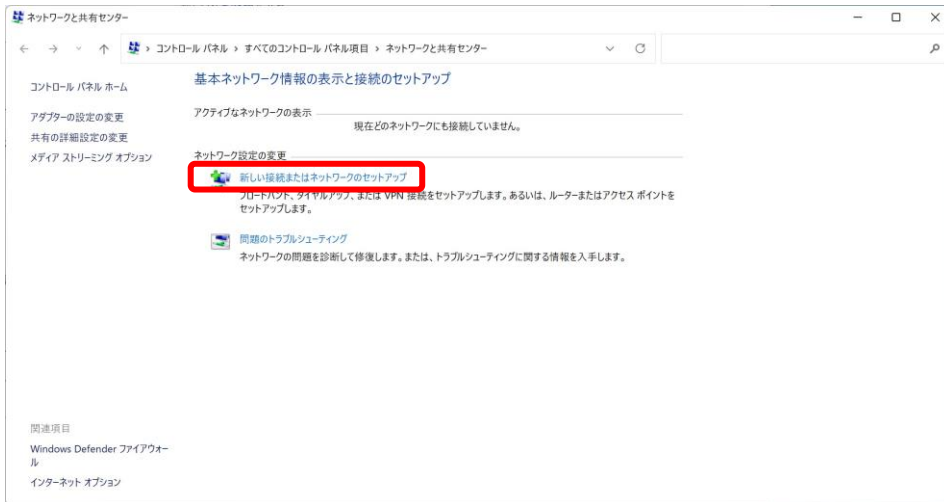 ネットワークと共有センター
コントロール パネル › すべてのコントロール パネル項目 › ネットワークと共有センター
コントロール パネル ホーム
アダプターの設定の変更
共有の詳細設定の変更
メディア ストリーミング オプション
基本ネットワーク情報の表示と接続のセットアップ
アクティブなネットワークの表示
現在どのネットワークにも接続していません。
ネットワーク設定の変更
新しい接続またはネットワークのセットアップ
ブロードバンド、ダイヤルアップ、または VPN 接続をセットアップします。あるいは、ルーターまたはアクセス ポイントを
セットアップします。
問題のトラブルシューティング
ネットワークの問題を診断して修復します。または、トラブルシューティングに関する情報を入手します。
関連項目
Windows Defender ファイアウォー
ル
インターネット オプション